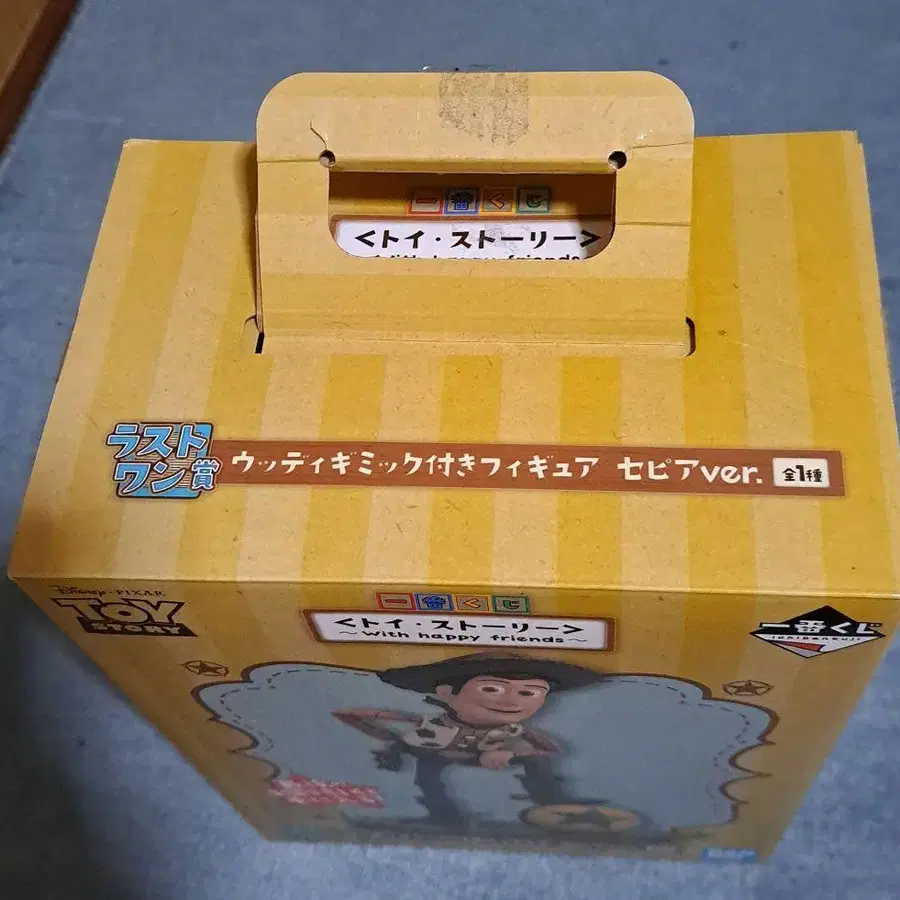 一番くじ
<トイ・ストーリー>
ラスト
ワン賞
ウッディギミック付きフィギュア セピアver. 全1種
Disney・PIXAR
TOY
STORY
一番くじ
<トイ・ストーリー>
~with happy friends~
一番くじ
ichibankuji